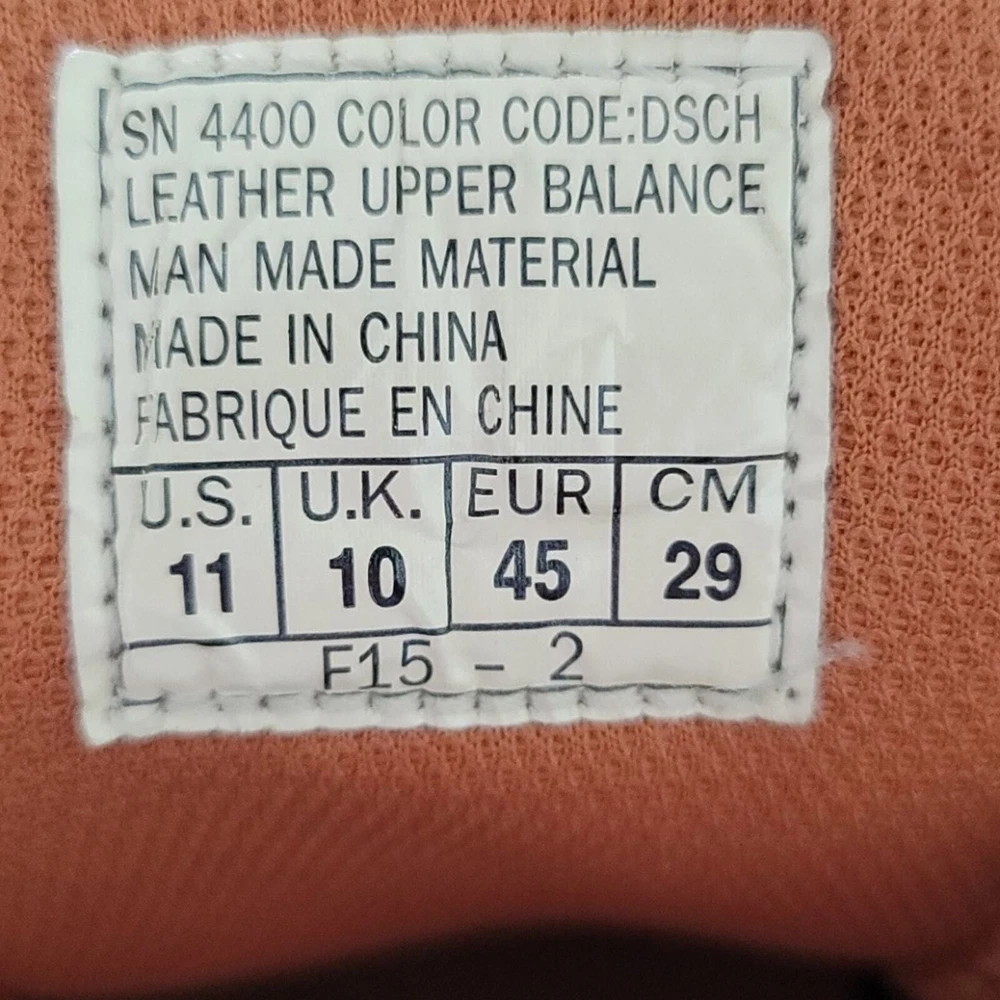 SN 4400 COLOR CODE:DSCH
LEATHER UPPER BALANCE
MAN MADE MATERIAL
MADE IN CHINA
FABRIQUE EN CHINE
U.S. U.K. EUR CM
11 10 45 29
F15 - 2